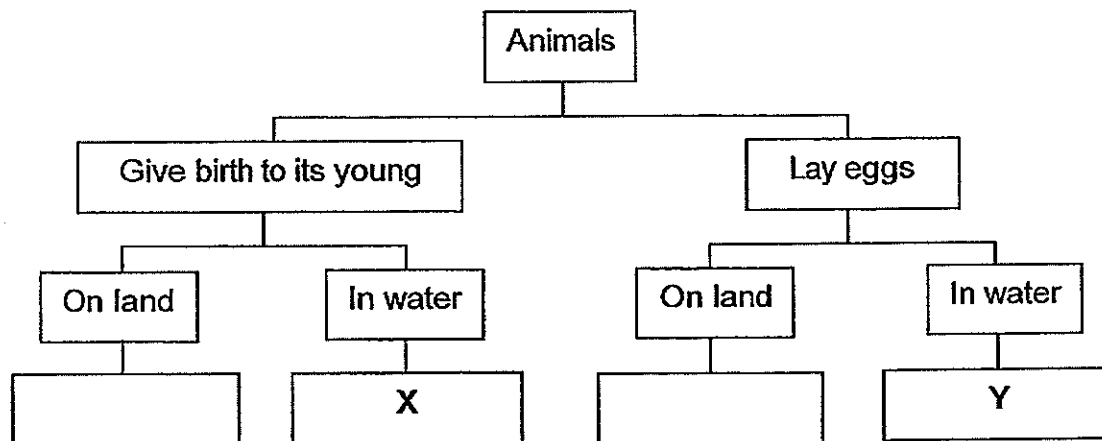 Animals
Give birth to its young
Lay eggs
On land
In water
On land
In water
X
Y